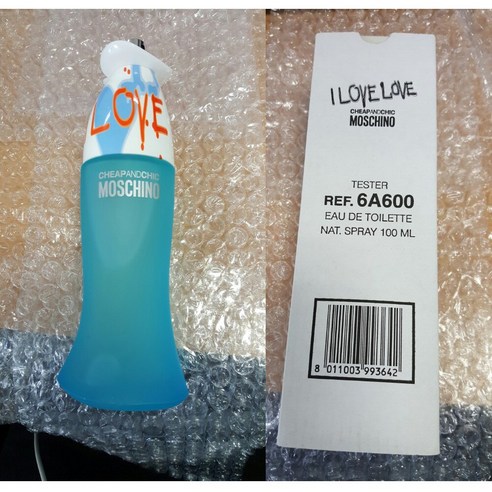 LOVE
CHEAPANDCHIC
MOSCHINO
I LOVE LOVE
CHEAPANDCHIC
MOSCHINO
TESTER
REF. 6A600
EAU DE TOILETTE
NAT. SPRAY 100 ML
8 011003 993642